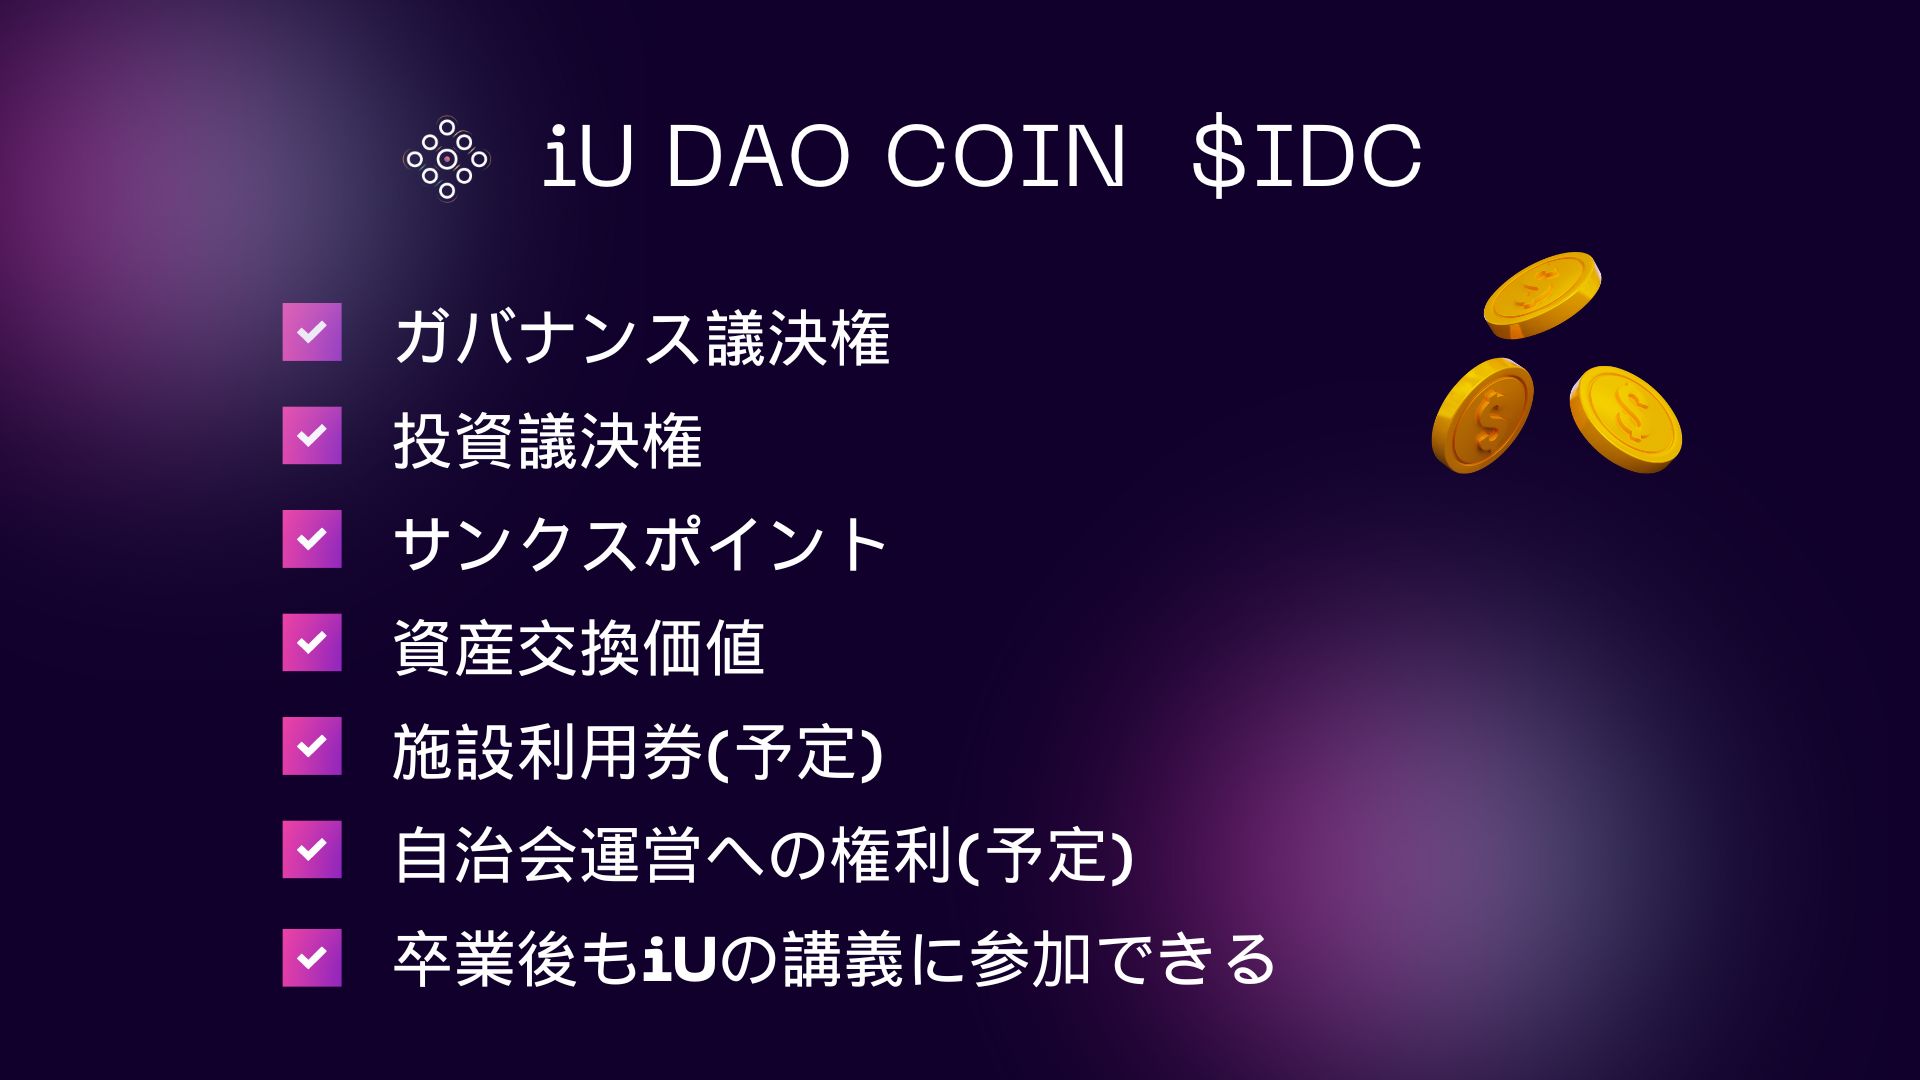 iU DAO COIN $IDC
ガバナンス議決権
投資議決権
サンクスポイント
資産交換価値
施設利用券(予定)
自治会運営への権利(予定)
卒業後もiUの講義に参加できる